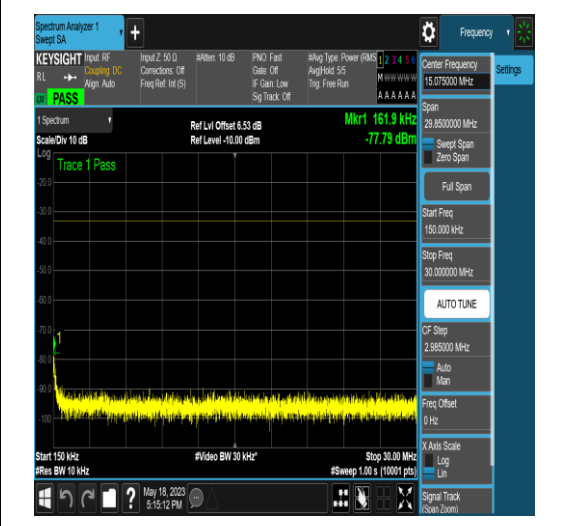 Spectrum Analyzer 1
Swept SA
+
Frequency
KEYSIGHT Input: RF
RL
Coupling: DC
Align: Auto
Input Z: 50 Ω
Corrections: Off
Freq Ref: Int (S)
#Atten: 10 dB
PNO: Fast
Gate: Off
IF Gain: Low
Sig Track: Off
#Avg Type: Power (RMS
Avg|Hold: 5/5
Trig: Free Run
1 2 3 4 5 6
M W W W W W
A A A A A A
PASS
1 Spectrum
Scale/Div 10 dB
Ref Lvl Offset 6.53 dB
Ref Level -10.00 dBm
Mkr1 161.9 kHz
-77.79 dBm
Log
Trace 1 Pass
-20.0
-30.0
-40.0
-50.0
-60.0
-70.0
-80.0
-90.0
-100
1
Start 150 kHz
#Res BW 10 kHz
#Video BW 30 kHz*
Stop 30.00 MHz
#Sweep 1.00 s (10001 pts)
Center Frequency
15.075000 MHz
Settings
Span
29.8500000 MHz
Swept Span
Zero Span
Full Span
Start Freq
150.000 kHz
Stop Freq
30.000000 MHz
AUTO TUNE
CF Step
2.985000 MHz
Auto
Man
Freq Offset
0 Hz
X Axis Scale
Log
Lin
Signal Track
(Span Zoom)
?
May 18, 2023
5:15:12 PM